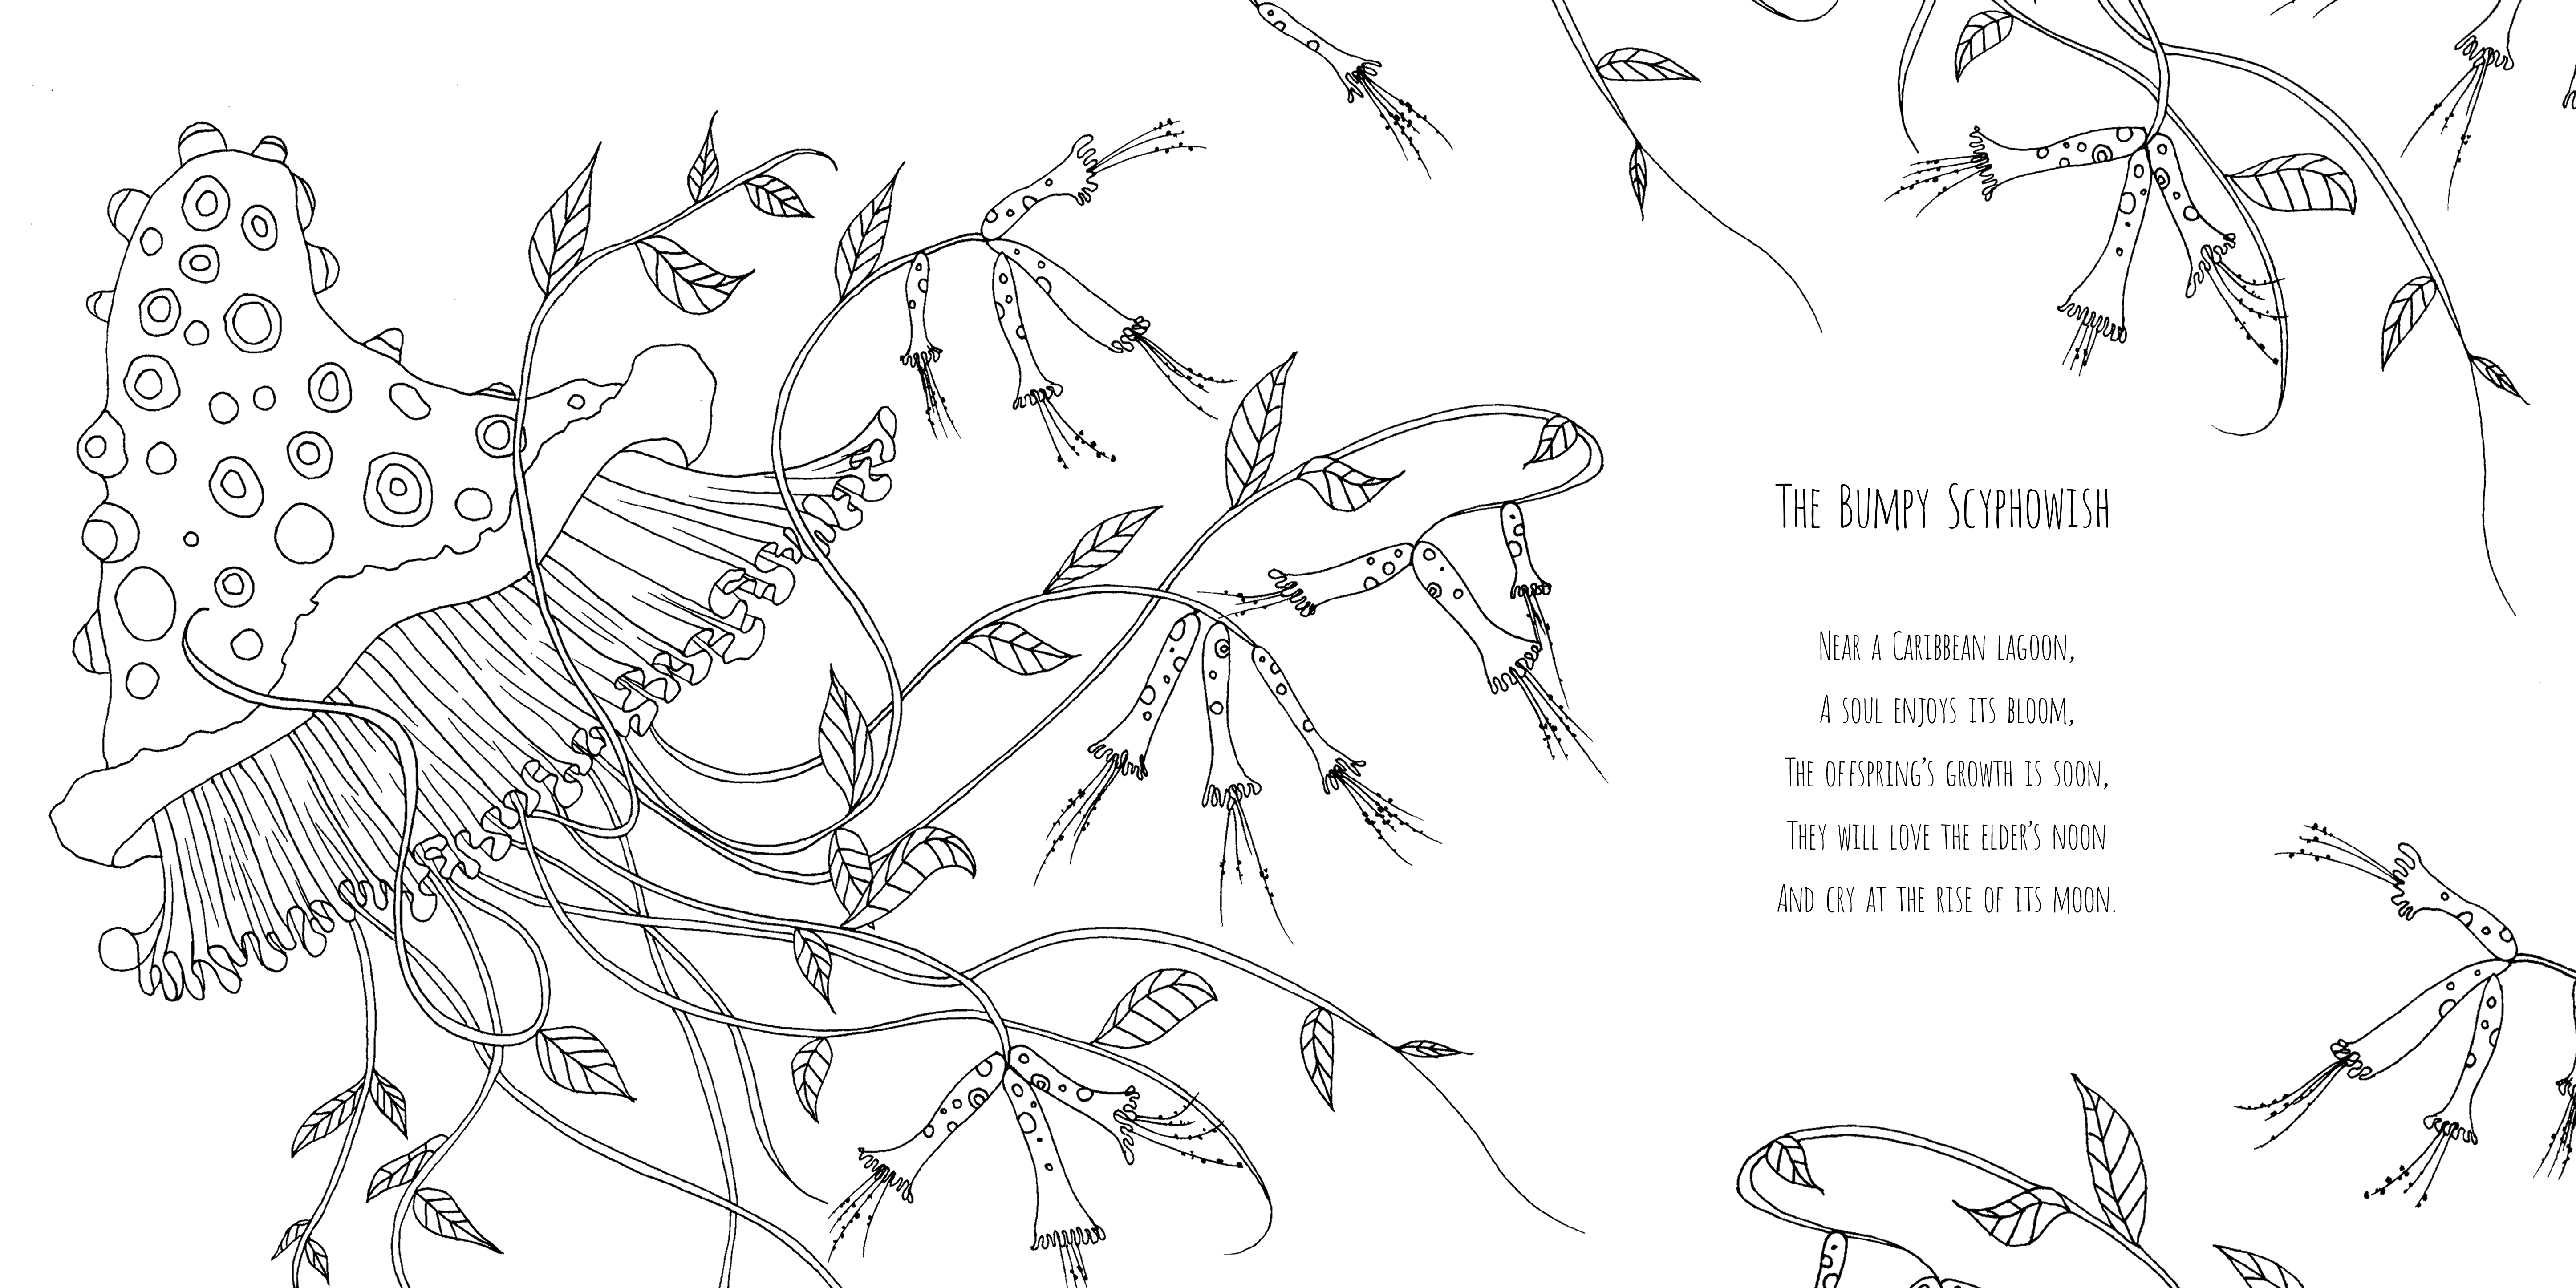 The Bumpy Scyphowish
Near a Caribbean lagoon,
A soul enjoys its bloom,
The offspring's growth is soon,
They will love the elder's noon
And cry at the rise of its moon.